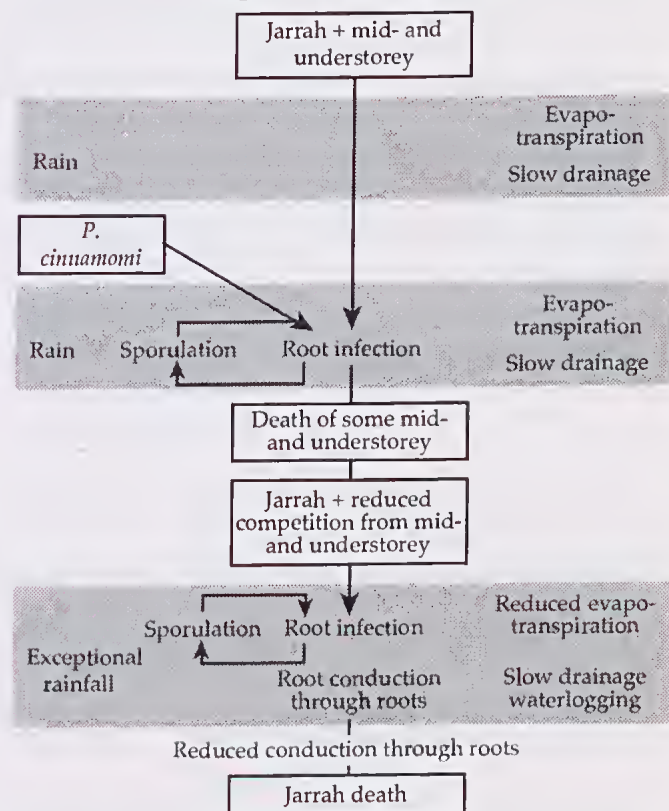 Jarrah + mid- and
understorey
Evapo-
transpiration
Rain
Slow drainage
P.
cinnamomi
Evapo-
transpiration
Rain
Sporulation
Root infection
Slow drainage
Death of some mid-
and understorey
Jarrah + reduced
competition from mid-
and understorey
Reduced evapo-
transpiration
Sporulation
Root infection
Exceptional
rainfall
Root conduction
through roots
Slow drainage
waterlogging
Reduced conduction through roots
Jarrah death